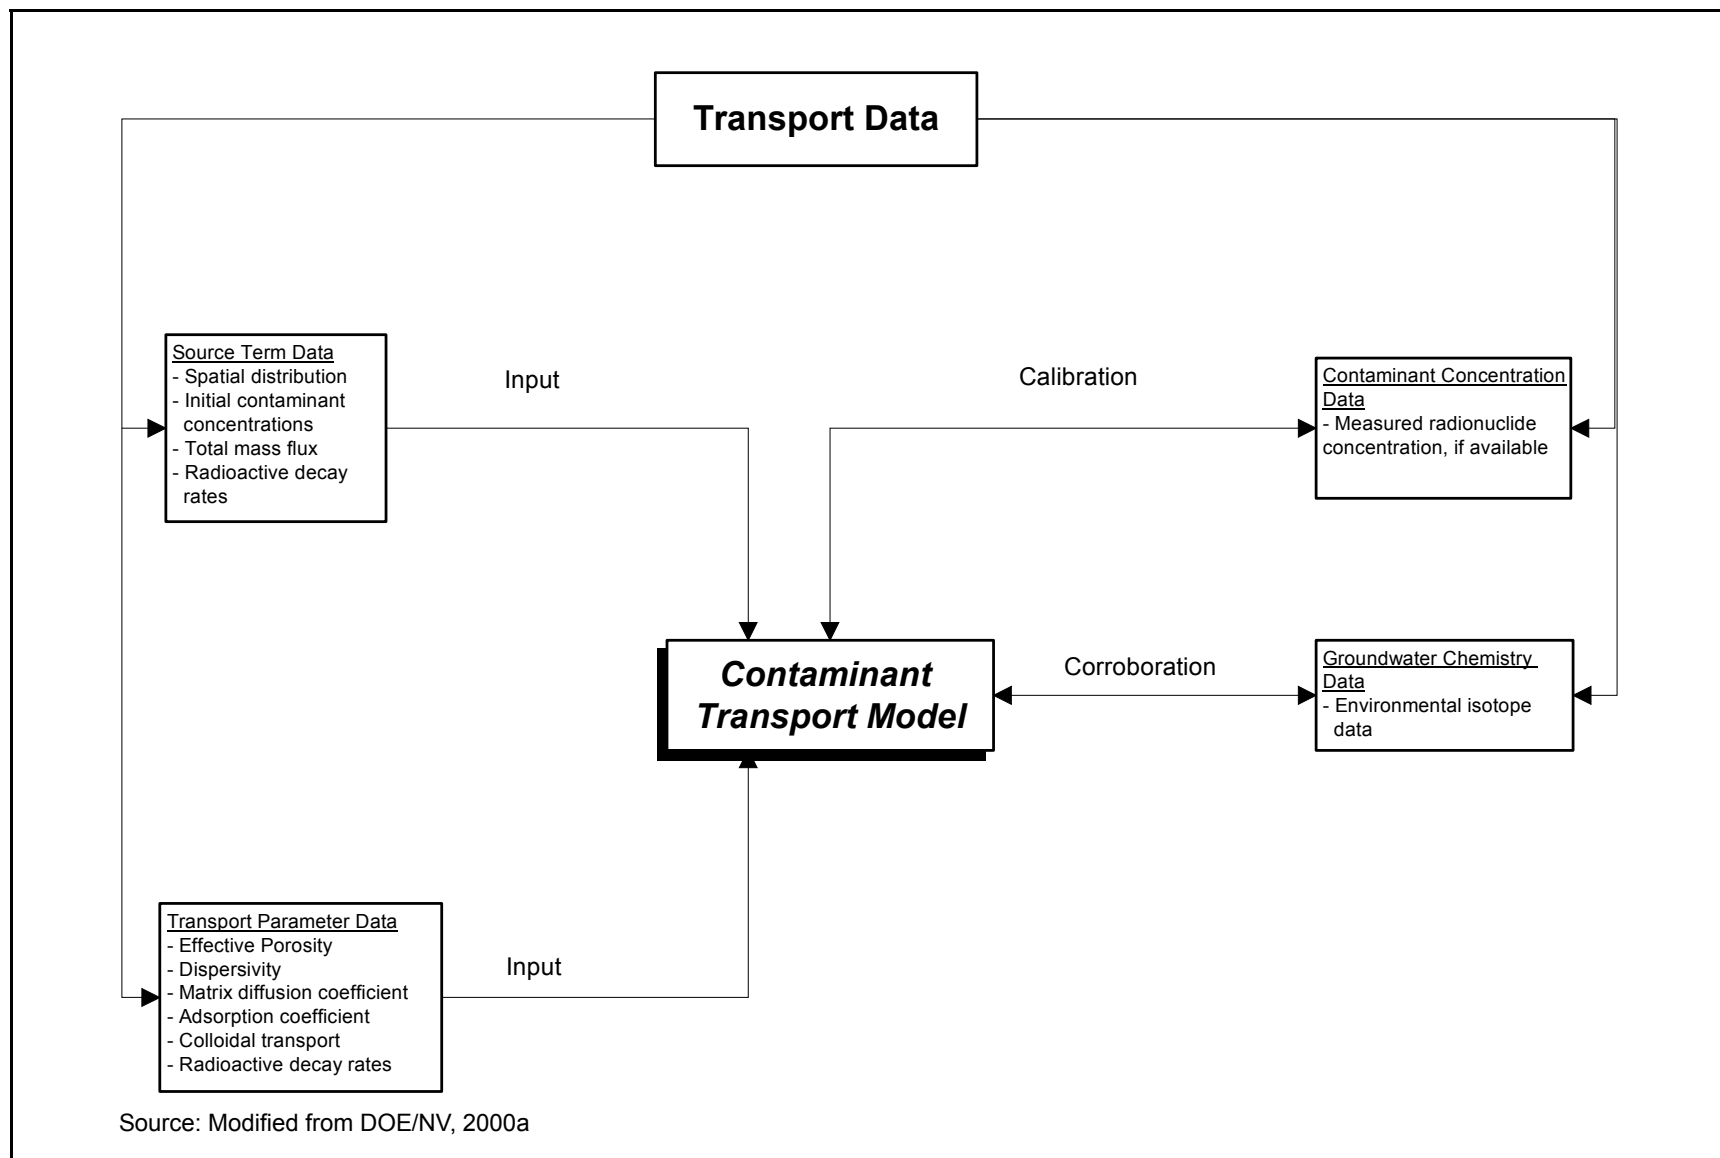 Transport Data
Source Term Data
- Spatial distribution
- Initial contaminant
concentrations
- Total mass flux
- Radioactive decay
rates
Input
Calibration
Contaminant Concentration
Data
- Measured radionuclide
concentration, if available
Contaminant
Transport Model
Corroboration
Groundwater Chemistry
Data
- Environmental isotope
data
Transport Parameter Data
- Effective Porosity
- Dispersivity
- Matrix diffusion coefficient
- Adsorption coefficient
- Colloidal transport
- Radioactive decay rates
Input
Source: Modified from DOE/NV, 2000a